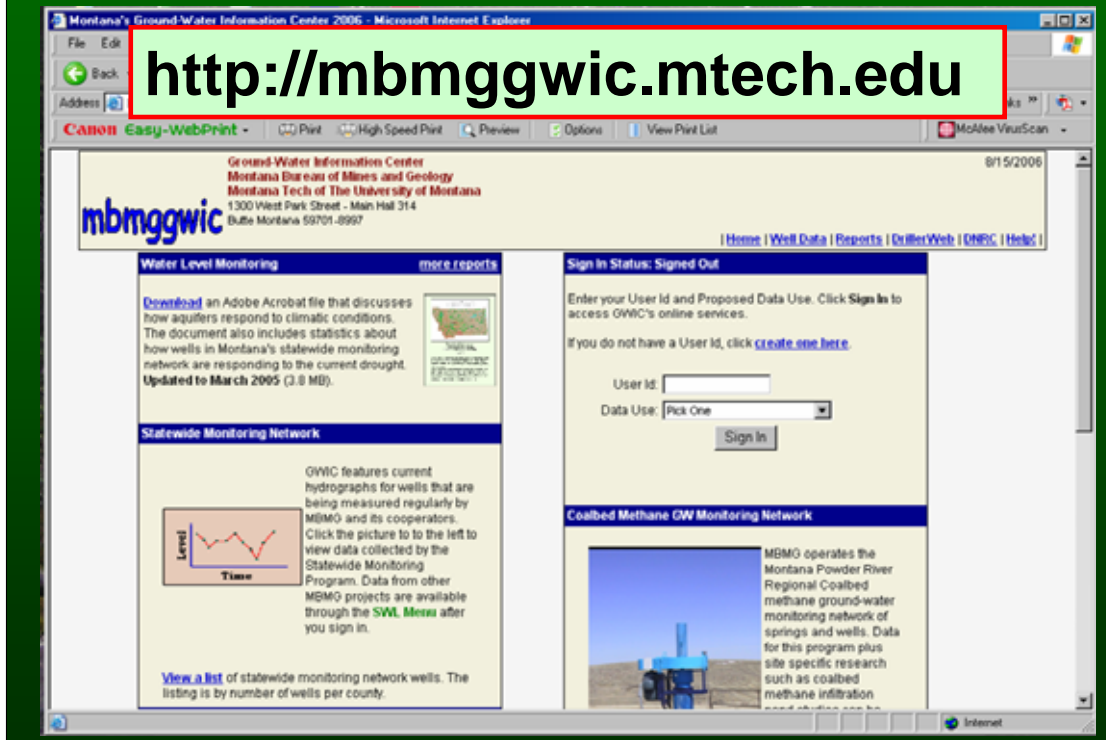 Montana's Ground-Water Information Center 2006 - Microsoft Internet Explorer
File Edit
http://mbmggwic.mtech.edu
Back
Address
Canon Easy-WebPrint Print High Speed Print Preview Options View Print List
McAfee VirusScan
Ground-Water Information Center
Montana Bureau of Mines and Geology
Montana Tech of The University of Montana
1300 West Park Street - Main Hall 314
Butte Montana 59701-8997
mbmggwic
8/15/2006
| Home | Well Data | Reports | DrillerWeb | DNRC | Help! |
Water Level Monitoring more reports
Download an Adobe Acrobat file that discusses
how aquifers respond to climatic conditions.
The document also includes statistics about
how wells in Montana's statewide monitoring
network are responding to the current drought.
Updated to March 2005 (3.8 MB).
Statewide Monitoring Network
Level
Time
GWIC features current
hydrographs for wells that are
being measured regularly by
MBMG and its cooperators.
Click the picture to to the left to
view data collected by the
Statewide Monitoring
Program. Data from other
MBMG projects are available
through the SWL Menu after
you sign in.
View a list of statewide monitoring network wells. The
listing is by number of wells per county.
Sign In Status: Signed Out
Enter your User Id and Proposed Data Use. Click Sign In to
access GWIC's online services.
If you do not have a User Id, click create one here.
User Id:
Data Use: Pick One
Sign In
Coalbed Methane GW Monitoring Network
MBMG operates the
Montana Powder River
Regional Coalbed
methane ground-water
monitoring network of
springs and wells. Data
for this program plus
site specific research
such as coalbed
methane infiltration
pond studies can be
Internet